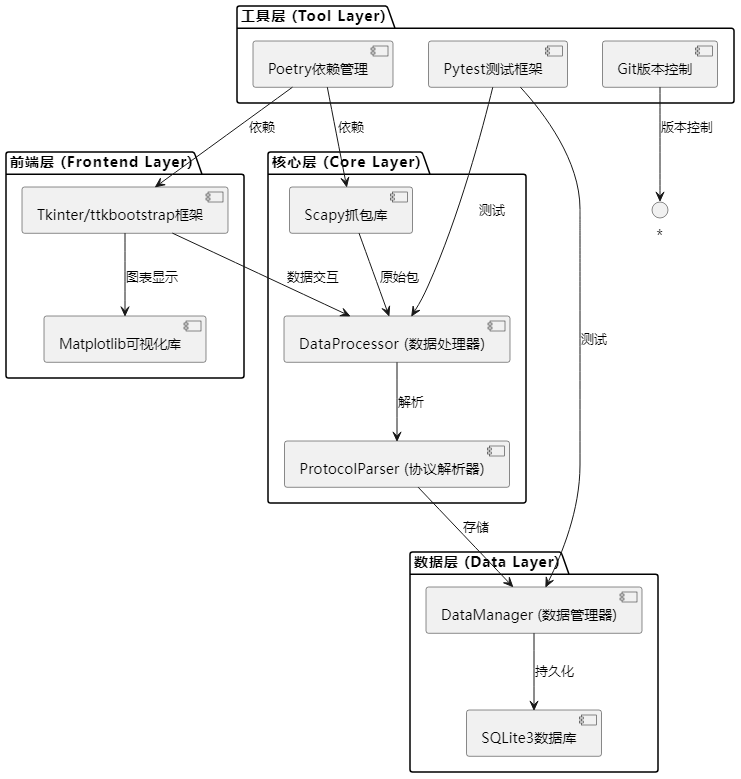 工具层 (Tool Layer)
Poetry依赖管理
Pytest测试框架
Git版本控制
依赖
依赖
版本控制
前端层 (Frontend Layer)
核心层 (Core Layer)
Tkinter/ttkbootstrap框架
Scapy抓包库
测试
*
图表显示
数据交互
原始包
Matplotlib可视化库
DataProcessor (数据处理器)
测试
解析
ProtocolParser (协议解析器)
存储
数据层 (Data Layer)
DataManager (数据管理器)
持久化
SQLite3数据库